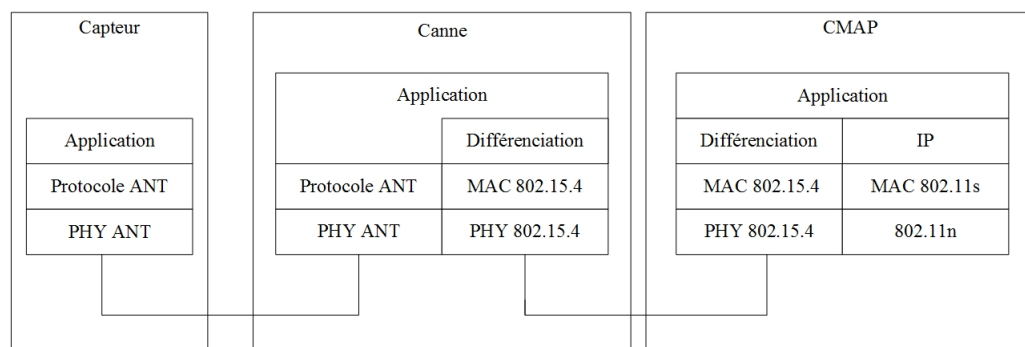 Capteur
Application
Protocole ANT
PHY ANT
Canne
Application
Différenciation
Protocole ANT
MAC 802.15.4
PHY ANT
PHY 802.15.4
CMAP
Application
Différenciation
IP
MAC 802.15.4
MAC 802.11s
PHY 802.15.4
802.11n